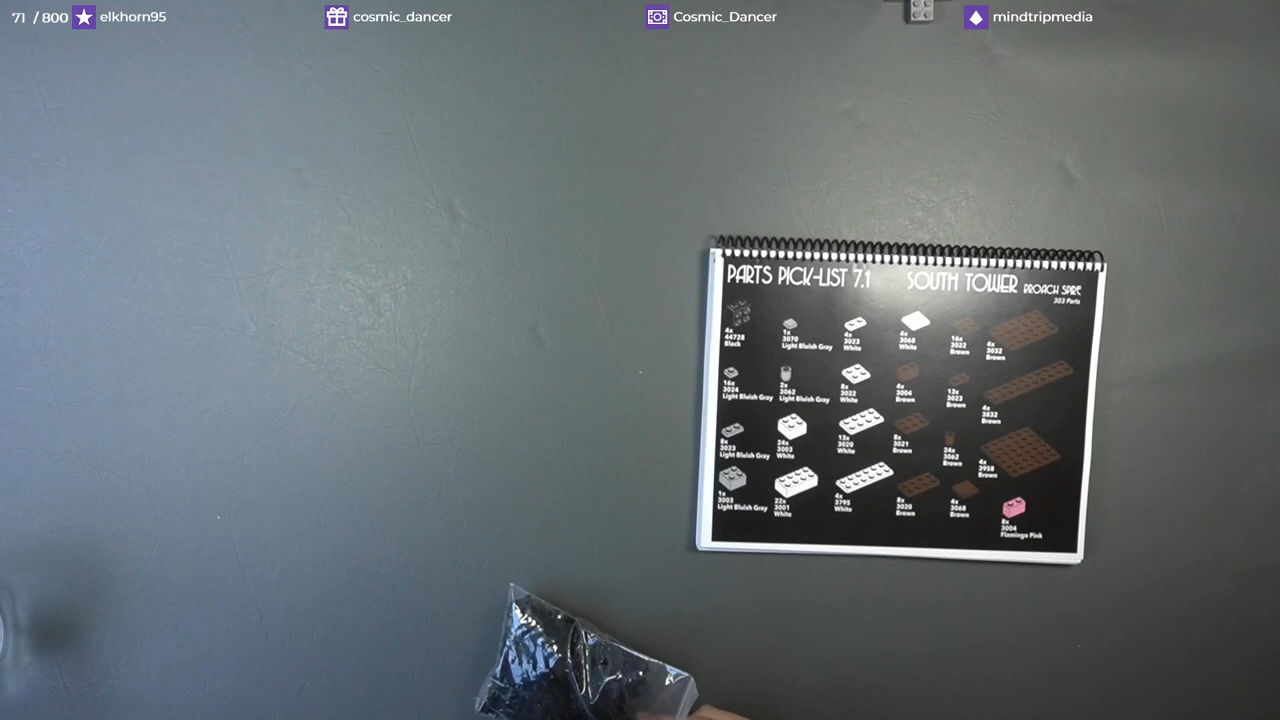 71 / 800 elkhorn95 cosmic_dancer Cosmic_Dancer mindtripmedia
PARTS PICK-LIST 7.1 SOUTH TOWER BROACH SPIRE
303 Parts
4x
44728
Black
1x
3070
Light Bluish Gray
4x
3023
White
4x
3068
White
16x
3022
Brown
4x
3032
Brown
16x
3024
Light Bluish Gray
2x
3062
Light Bluish Gray
8x
3022
White
4x
3004
Brown
12x
3023
Brown
4x
3832
Brown
8x
3023
Light Bluish Gray
24x
3003
White
13x
3020
White
8x
3021
Brown
24x
3062
Brown
4x
3958
Brown
1x
3003
Light Bluish Gray
22x
3001
White
4x
3795
White
8x
3020
Brown
4x
3068
Brown
8x
3004
Flamingo Pink